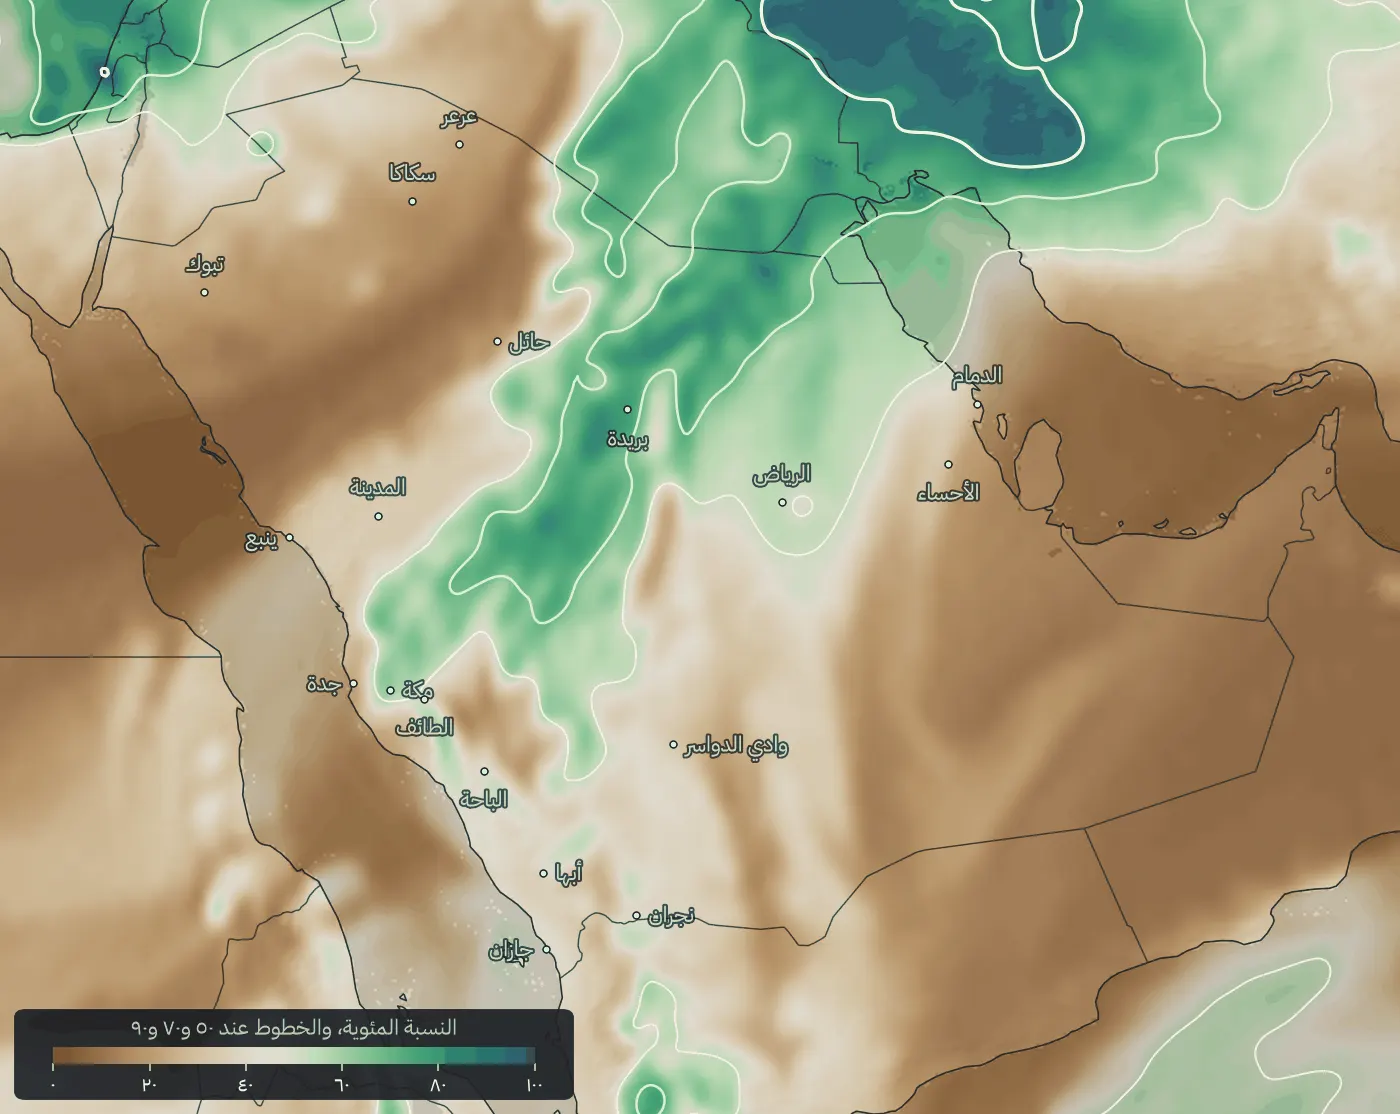 عرعر
سكاكا
تبوك
حائل
الدمام
بريدة
الرياض
المدينة
الأحساء
ينبع
جدة
مكة
الطائف
وادي الدواسر
الباحة
أبها
نجران
جازان
النسبة المئوية، والخطوط عند ٥٠ و٧٠ و٩٠
٠ ٢٠ ٤٠ ٦٠ ٨٠ ١٠٠